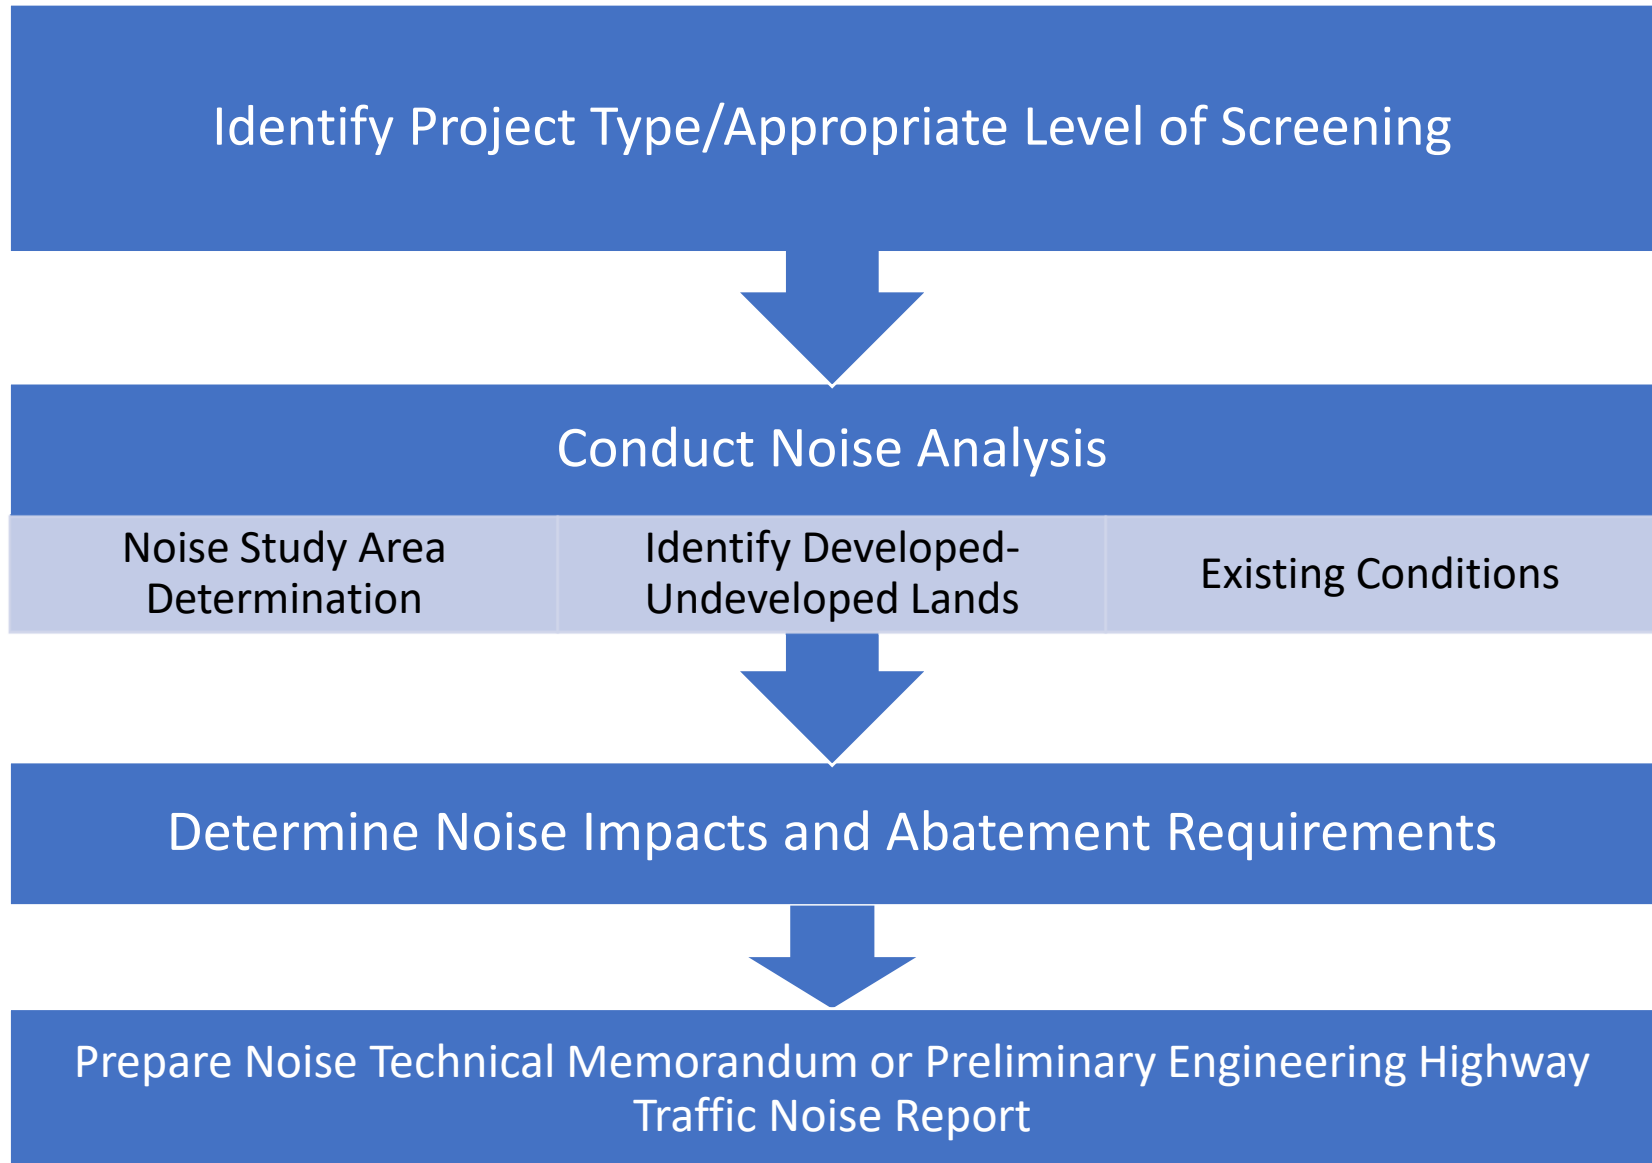 Identify Project Type/Appropriate Level of Screening
Conduct Noise Analysis
Noise Study Area
Determination
Identify Developed-
Undeveloped Lands
Existing Conditions
Determine Noise Impacts and Abatement Requirements
Prepare Noise Technical Memorandum or Preliminary Engineering Highway
Traffic Noise Report